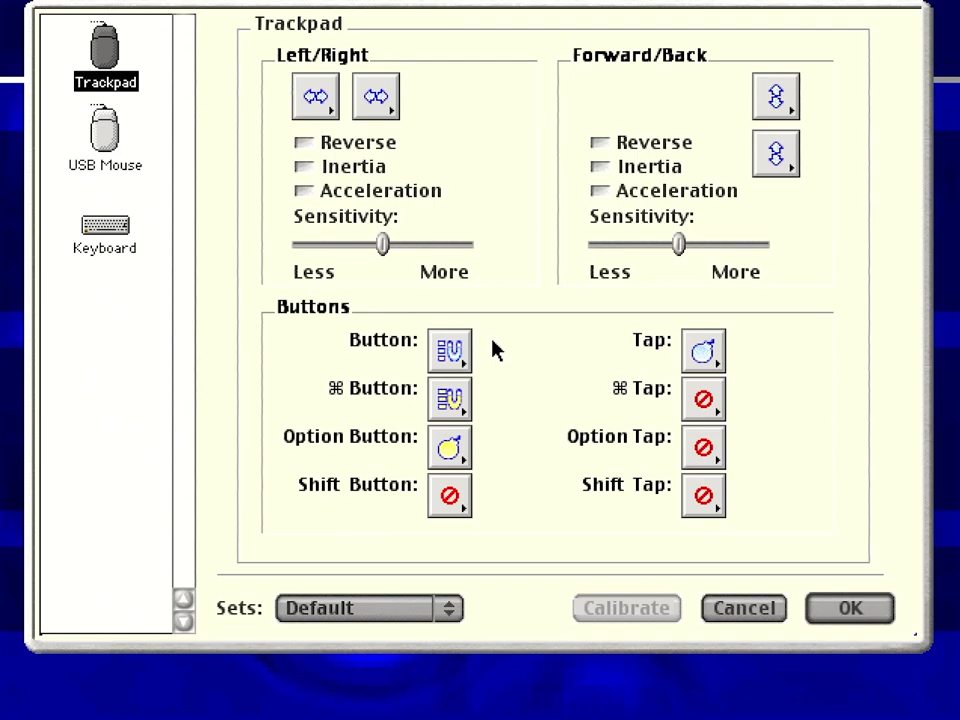 Trackpad
USB Mouse
Keyboard
Trackpad
Left/Right
Reverse
Inertia
Acceleration
Sensitivity:
Less More
Forward/Back
Reverse
Inertia
Acceleration
Sensitivity:
Less More
Buttons
Button:
⌘ Button:
Option Button:
Shift Button:
Tap:
⌘ Tap:
Option Tap:
Shift Tap:
Sets: Default
Calibrate Cancel OK